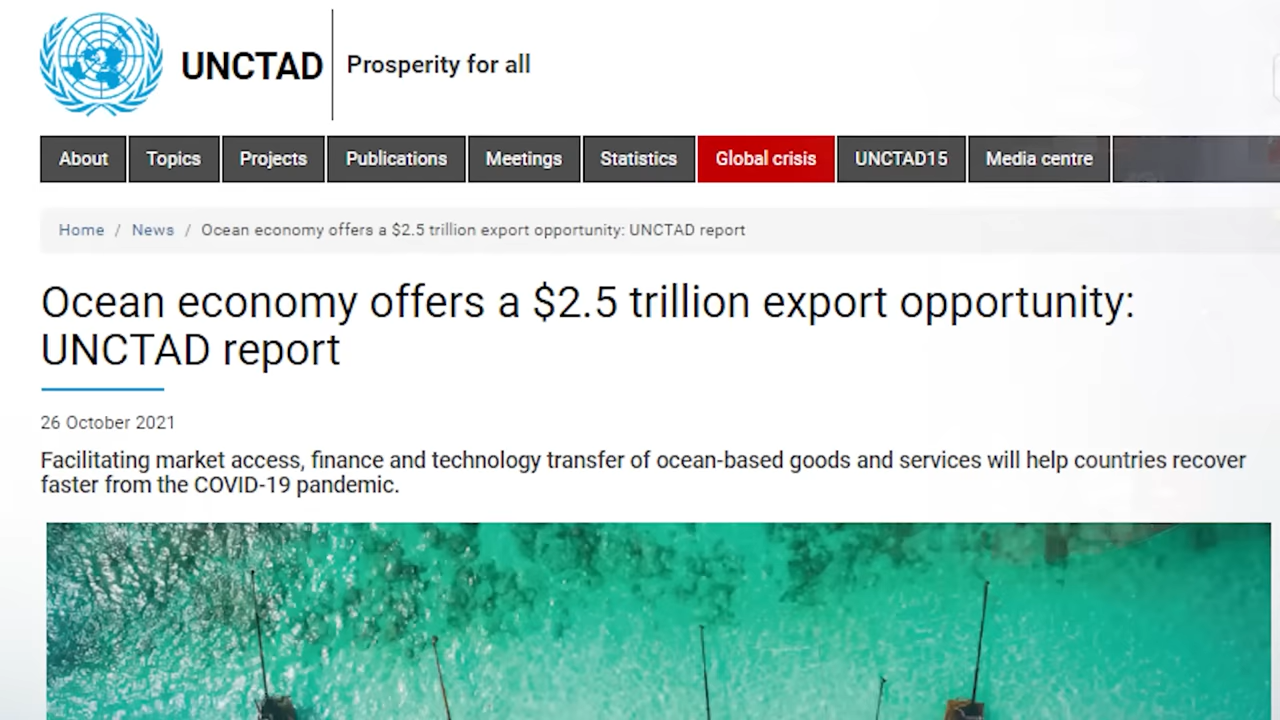 UNCTAD
Prosperity for all
About
Topics
Projects
Publications
Meetings
Statistics
Global crisis
UNCTAD15
Media centre
Home / News / Ocean economy offers a $2.5 trillion export opportunity: UNCTAD report
Ocean economy offers a $2.5 trillion export opportunity:
UNCTAD report
26 October 2021
Facilitating market access, finance and technology transfer of ocean-based goods and services will help countries recover
faster from the COVID-19 pandemic.